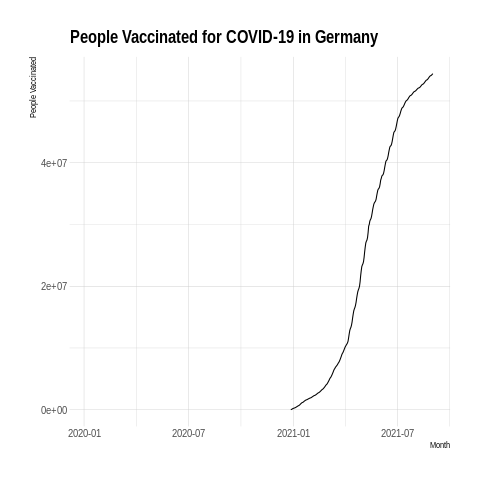 People Vaccinated for COVID-19 in Germany
People Vaccinated
4e+07
2e+07
0e+00
2020-01 2020-07 2021-01 2021-07
Month